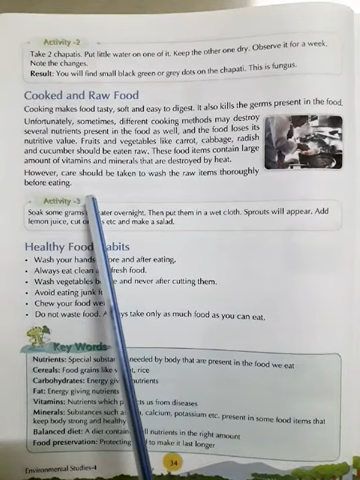 Activity -2
Take 2 chapatis. Put little water on one of it. Keep the other one dry. Observe it for a week.
Note the changes.
Result: You will find small black green or grey dots on the chapati. This is fungus.
Cooked and Raw Food
Cooking makes food tasty, soft and easy to digest. It also kills the germs present in the food.
Unfortunately, sometimes, different cooking methods may destroy
several nutrients present in the food as well, and the food loses its
nutritive value. Fruits and vegetables like carrot, cabbage, radish
and cucumber should be eaten raw. These food items contain large
amount of vitamins and minerals that are destroyed by heat.
However, care should be taken to wash the raw items thoroughly
before eating.
Activity -3
Soak some grams ater overnight. Then put them in a wet cloth. Sprouts will appear. Add
lemon juice, cut o s etc and make a salad.
Healthy Food abits
• Wash your hands ore and after eating.
• Always eat clean fresh food.
• Wash vegetables b e and never after cutting them.
• Avoid eating junk f
• Chew your food we
• Do not waste food. A ys take only as much food as you can eat.
Key Words
Nutrients: Special substan needed by body that are present in the food we eat
Cereals: Food grains like rice
Carbohydrates: Energy givi nutrients
Fat: Energy giving nutrients
Vitamins: Nutrients which p cts us from diseases
Minerals: Substances such as , calcium, potassium etc. present in some food items that
keep body strong and healthy
Balanced diet: A diet contain ll nutrients in the right amount
Food preservation: Protecting to make it last longer
Environmental Studies-4
34